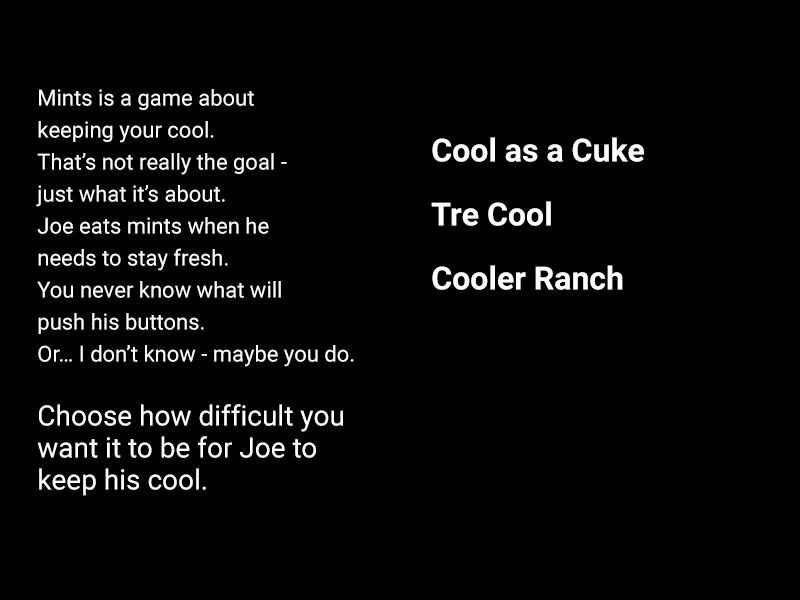 Mints is a game about
keeping your cool.
That’s not really the goal -
just what it’s about.
Joe eats mints when he
needs to stay fresh.
You never know what will
push his buttons.
Or… I don’t know - maybe you do.
Choose how difficult you
want it to be for Joe to
keep his cool.
Cool as a Cuke
Tre Cool
Cooler Ranch